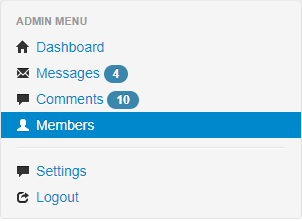 ADMIN MENU
Dashboard
Messages 4
Comments 10
Members
Settings
Logout